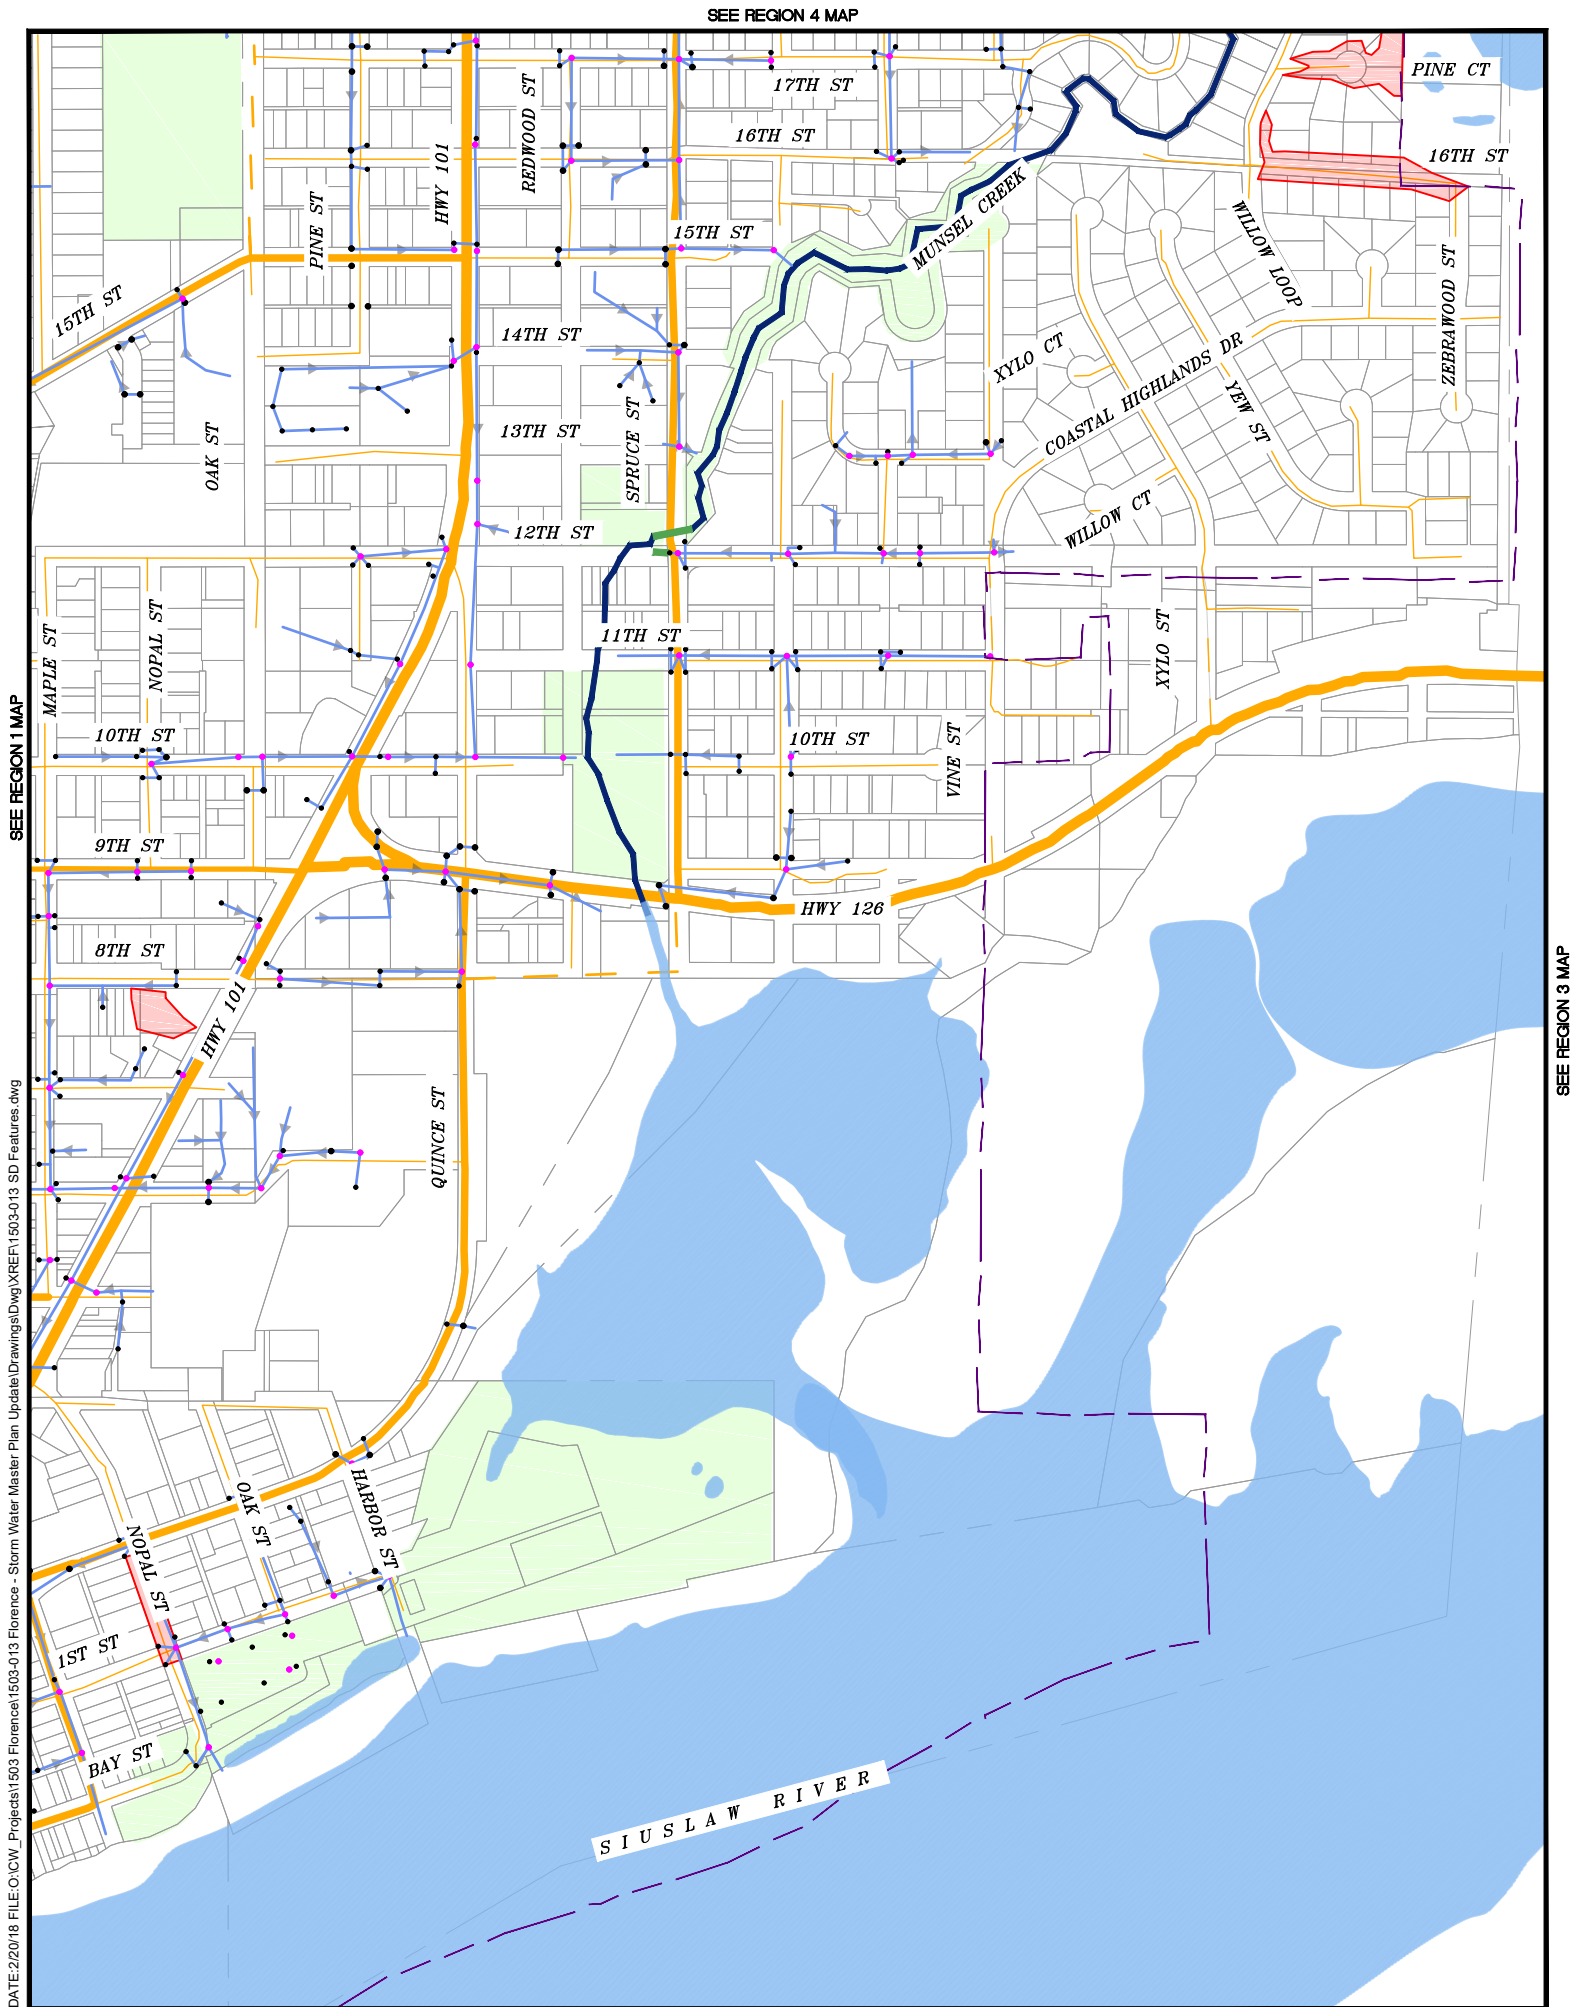 SEE REGION 4 MAP
PINE CT
17TH ST
REDWOOD ST
16TH ST
HWY 101
16TH ST
MUNSEL CREEK
PINE ST
15TH ST
WILLOW LOOP
ZEBRAWOOD ST
15TH ST
14TH ST
XYLO CT
COASTAL HIGHLANDS DR
YEW ST
13TH ST
SPRUCE ST
OAK ST
12TH ST
WILLOW CT
11TH ST
MAPLE ST
NOPAL ST
XYLO ST
SEE REGION 1 MAP
10TH ST
10TH ST
VINE ST
9TH ST
HWY 126
8TH ST
HWY 101
SEE REGION 3 MAP
QUINCE ST
OAK ST
HARBOR ST
NOPAL ST
1ST ST
BAY ST
SIUSLAW RIVER
DATE:2/20/18 FILE:O:\CW_Projects\1503 Florence\1503-013 Florence - Storm Water Master Plan Update\Drawings\Dwg\XREF\1503-013 SD Features.dwg